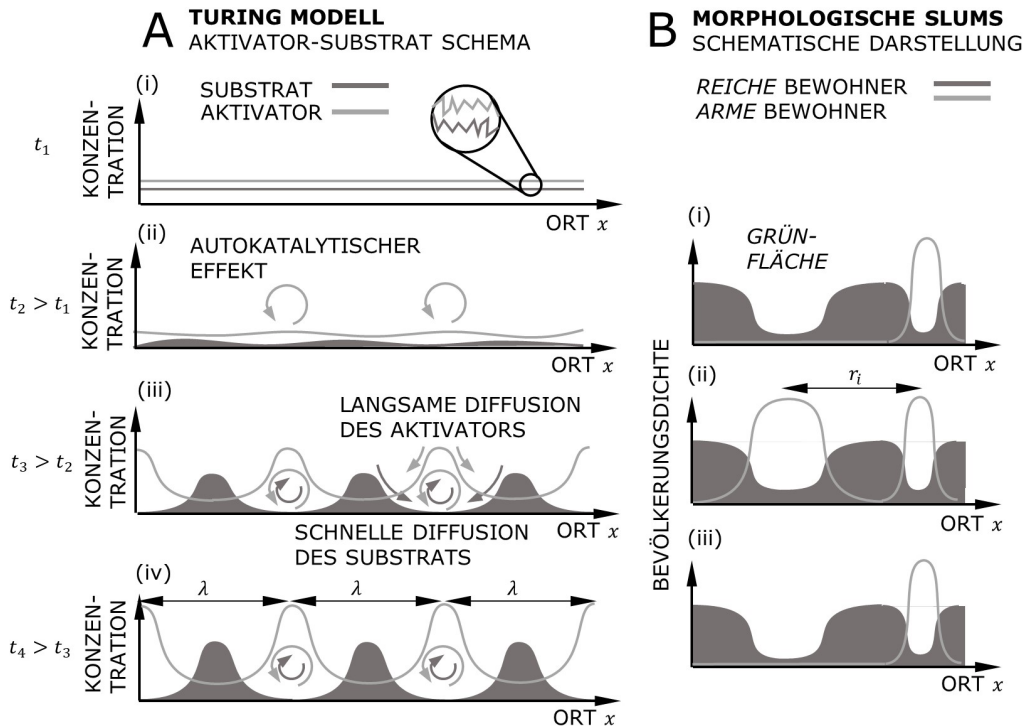 A
TURING MODELL
AKTIVATOR-SUBSTRAT SCHEMA
(i)
SUBSTRAT
AKTIVATOR
t₁
KONZEN-
TRATION
ORT x
(ii)
AUTOKATALYTISCHER
EFFEKT
t₂ > t₁
KONZEN-
TRATION
ORT x
(iii)
LANGSAME DIFFUSION
DES AKTIVATORS
t₃ > t₂
KONZEN-
TRATION
ORT x
SCHNELLE DIFFUSION
DES SUBSTRATS
(iv)
λ λ λ
t₄ > t₃
KONZEN-
TRATION
ORT x
B
MORPHOLOGISCHE SLUMS
SCHEMATISCHE DARSTELLUNG
REICHE BEWOHNER
ARME BEWOHNER
BEVÖLKERUNGSDICHTE
(i)
GRÜN-
FLÄCHE
ORT x
(ii)
rᵢ
ORT x
(iii)
ORT x